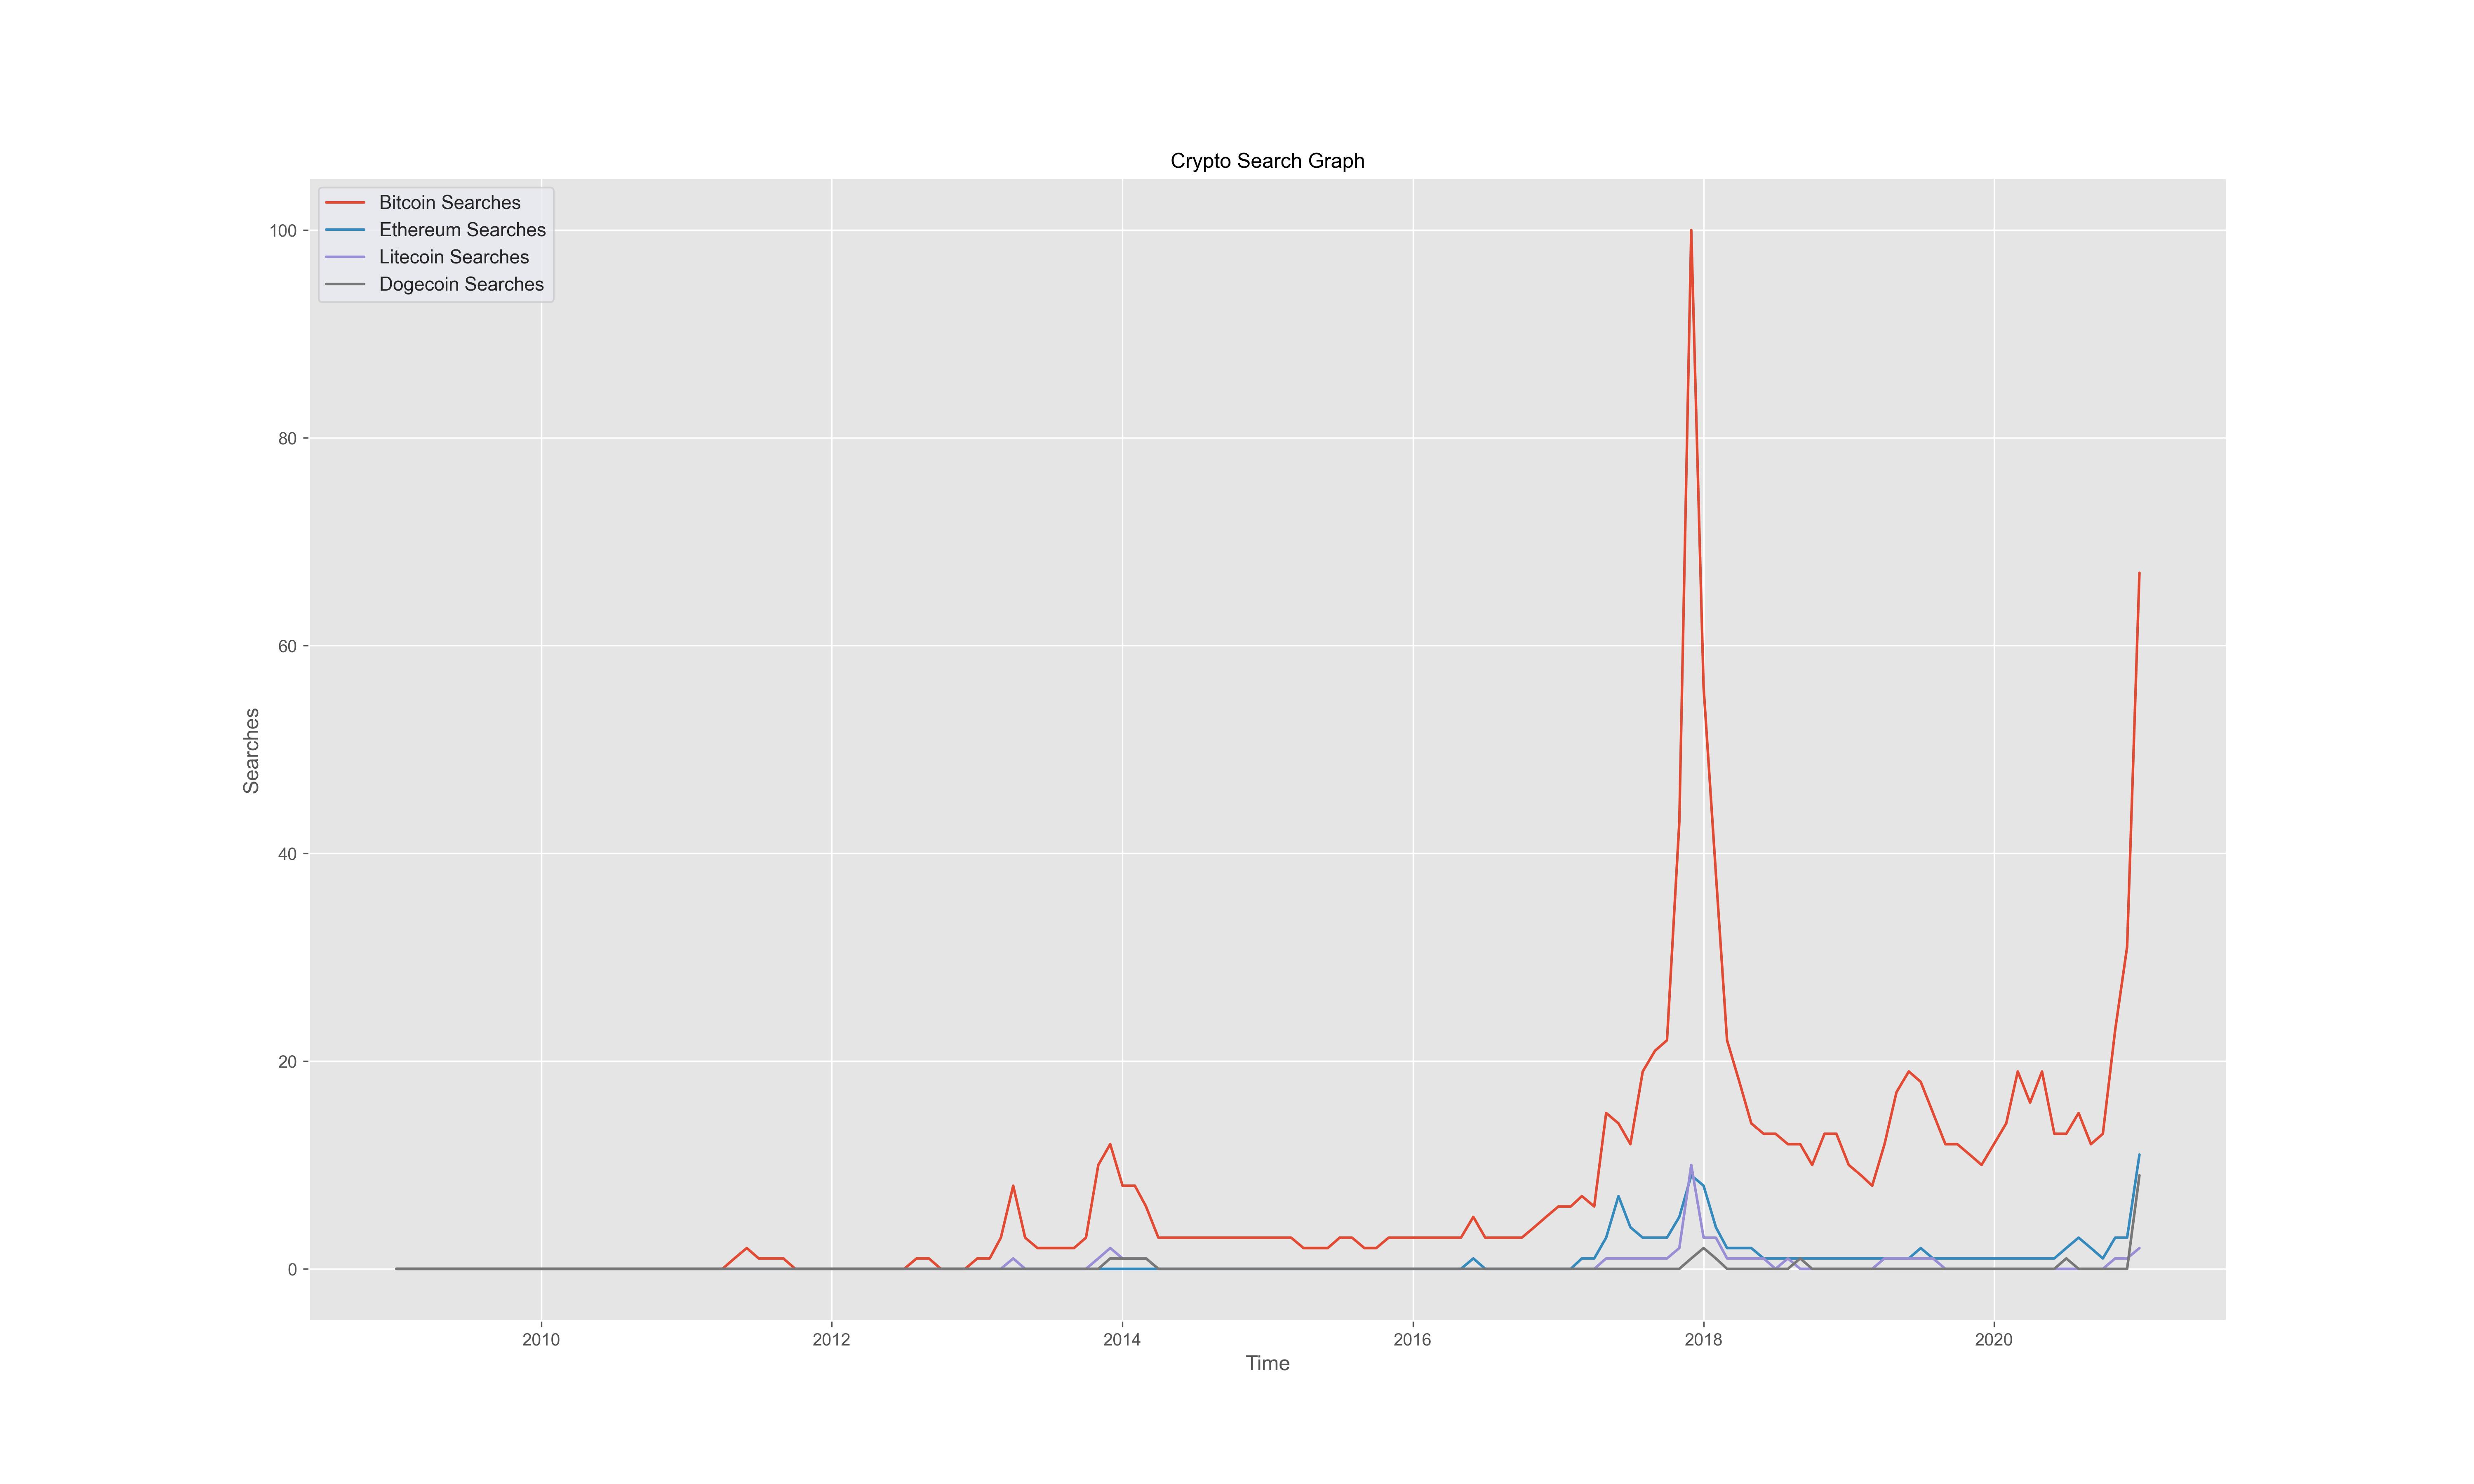 Crypto Search Graph
Bitcoin Searches
Ethereum Searches
Litecoin Searches
Dogecoin Searches
100
80
60
40
20
0
Searches
2010 2012 2014 2016 2018 2020
Time